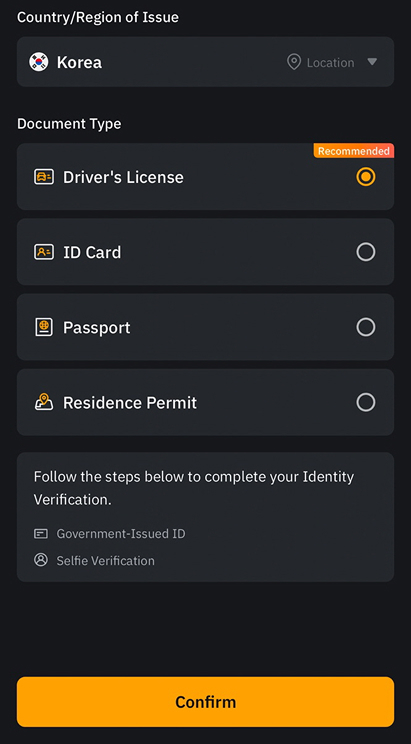 Country/Region of Issue
Korea
Location
Document Type
Recommended
Driver's License
ID Card
Passport
Residence Permit
Follow the steps below to complete your Identity
Verification.
Government-Issued ID
Selfie Verification
Confirm